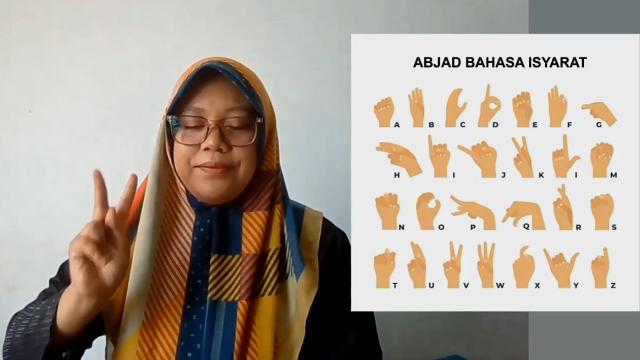 ABJAD BAHASA ISYARAT
A B C D E F G
H I J K L M
N O P Q R S
T U V W X Y Z